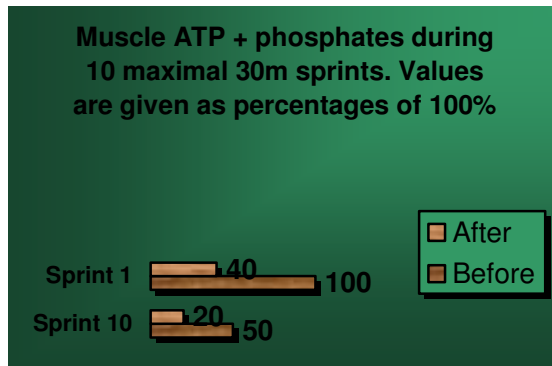 Muscle ATP + phosphates during
10 maximal 30m sprints. Values
are given as percentages of 100%
After
Before
Sprint 1
40
100
Sprint 10
20
50